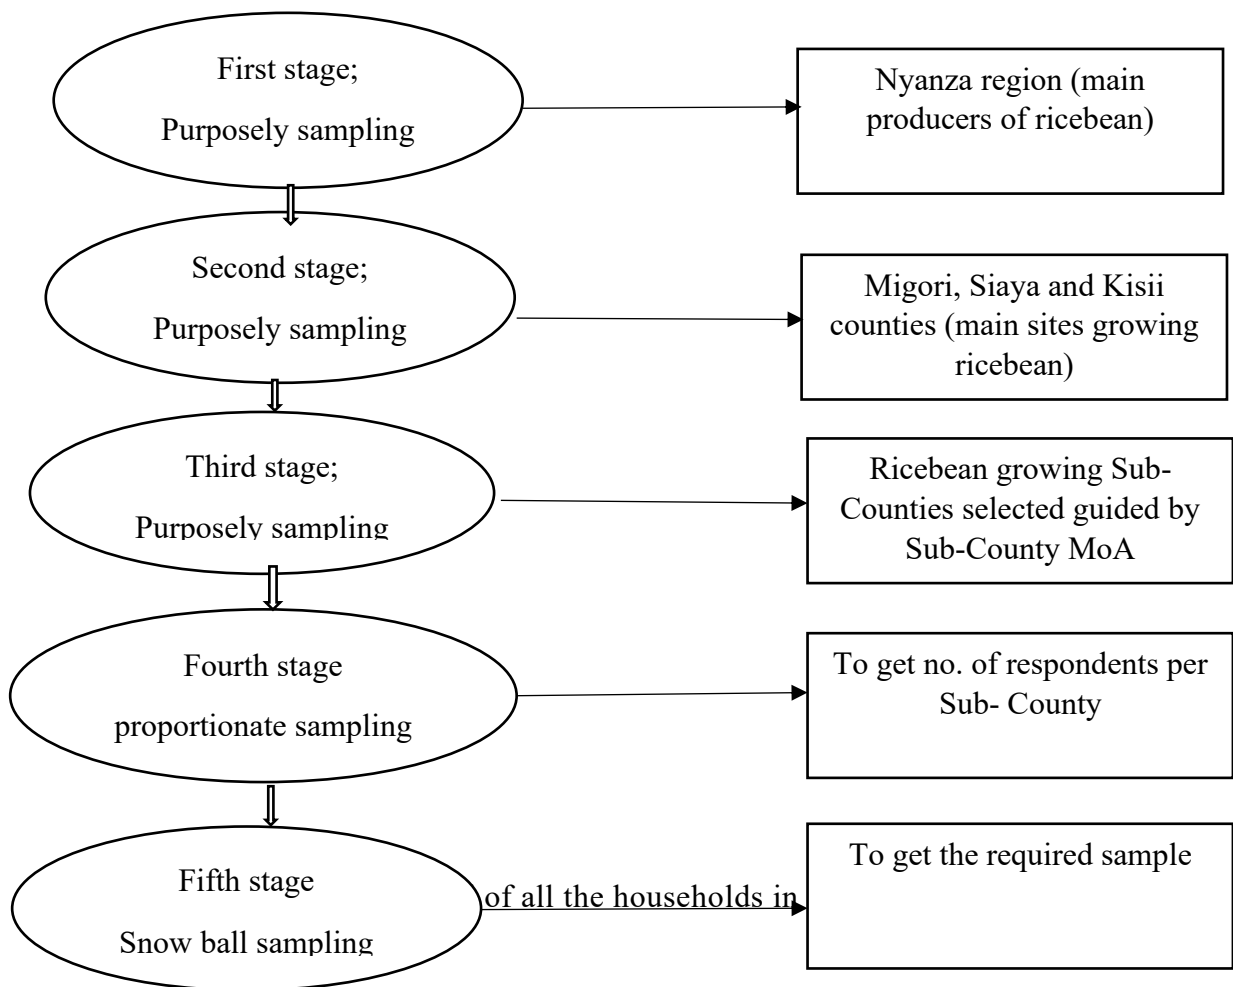 First stage;
Purposely sampling
Nyanza region (main
producers of ricebean)
Second stage;
Purposely sampling
Migori, Siaya and Kisii
counties (main sites growing
ricebean)
Third stage;
Purposely sampling
Ricebean growing Sub-
Counties selected guided by
Sub-County MoA
Fourth stage
proportionate sampling
To get no. of respondents per
Sub- County
Fifth stage
Snow ball sampling
of all the households in
To get the required sample